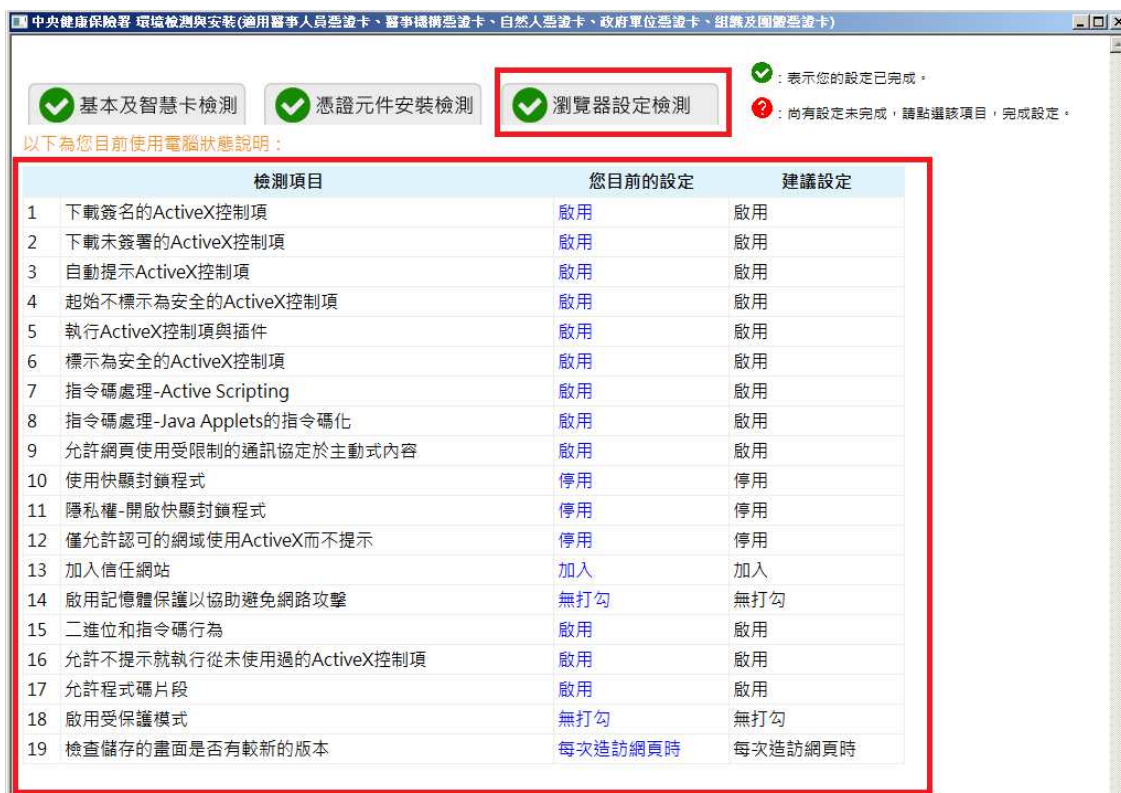 中央健康保險署 環境檢測與安裝(適用醫事人員憑證卡、醫事機構憑證卡、自然人憑證卡、政府單位憑證卡、組織及團體憑證卡)
基本及智慧卡檢測 憑證元件安裝檢測 瀏覽器設定檢測
：表示您的設定已完成。
：尚有設定未完成，請點選該項目，完成設定。
以下為您目前使用電腦狀態說明：
檢測項目 您目前的設定 建議設定
1 下載簽名的ActiveX控制項 啟用 啟用
2 下載未簽署的ActiveX控制項 啟用 啟用
3 自動提示ActiveX控制項 啟用 啟用
4 起始不標示為安全的ActiveX控制項 啟用 啟用
5 執行ActiveX控制項與插件 啟用 啟用
6 標示為安全的ActiveX控制項 啟用 啟用
7 指令碼處理-Active Scripting 啟用 啟用
8 指令碼處理-Java Applets的指令碼化 啟用 啟用
9 允許網頁使用受限制的通訊協定於主動式內容 啟用 啟用
10 使用快顯封鎖程式 停用 停用
11 隱私權-開啟快顯封鎖程式 停用 停用
12 僅允許認可的網域使用ActiveX而不提示 停用 停用
13 加入信任網站 加入 加入
14 啟用記憶體保護以協助避免網路攻擊 無打勾 無打勾
15 二進位和指令碼行為 啟用 啟用
16 允許不提示就執行從未使用過的ActiveX控制項 啟用 啟用
17 允許程式碼片段 啟用 啟用
18 啟用受保護模式 無打勾 無打勾
19 檢查儲存的畫面是否有較新的版本 每次造訪網頁時 每次造訪網頁時